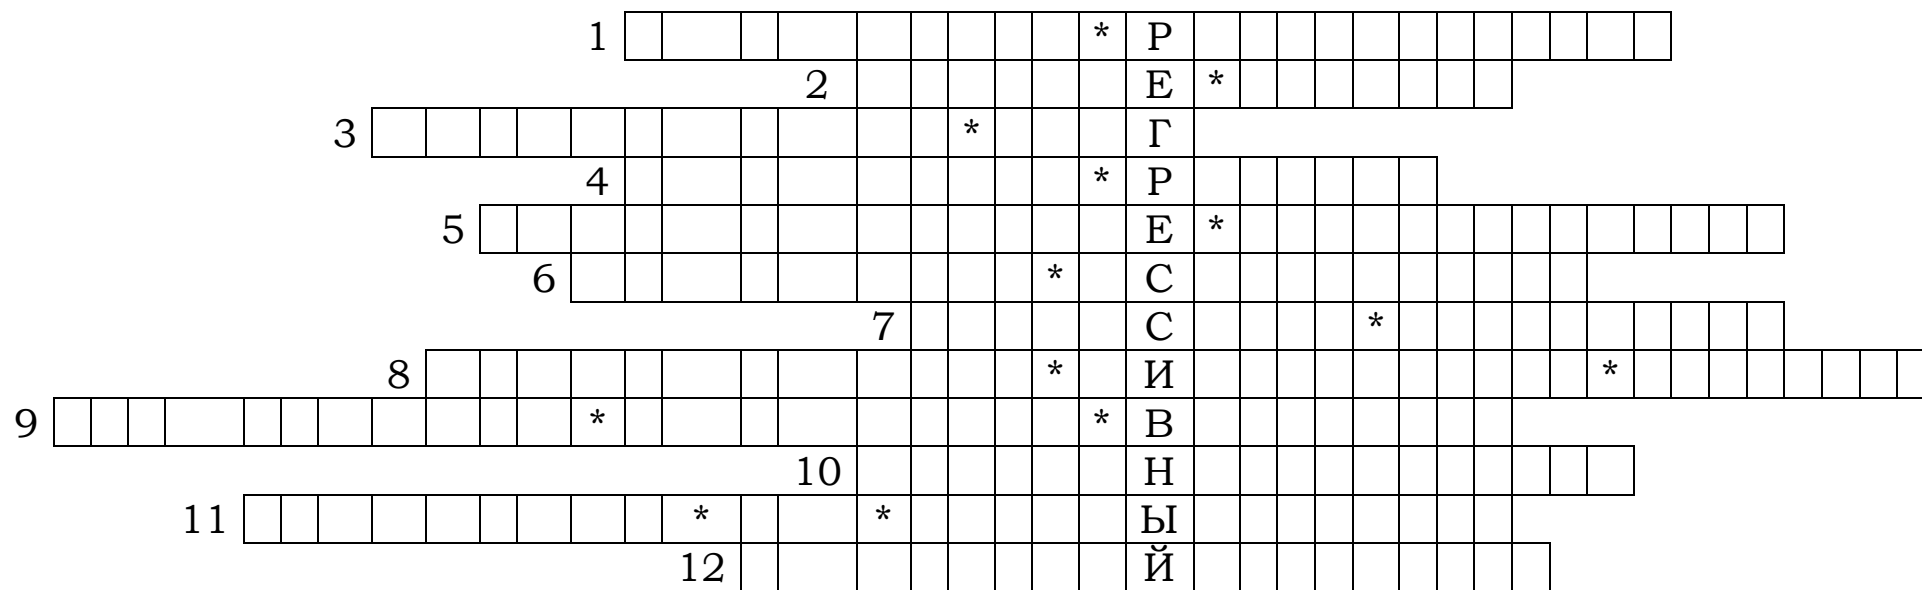 1 * Р
2 Е *
3 * Г
4 * Р
5 Е *
6 * С
7 С *
8 * И *
9 * * В
10 Н
11 * * Ы
12 Й